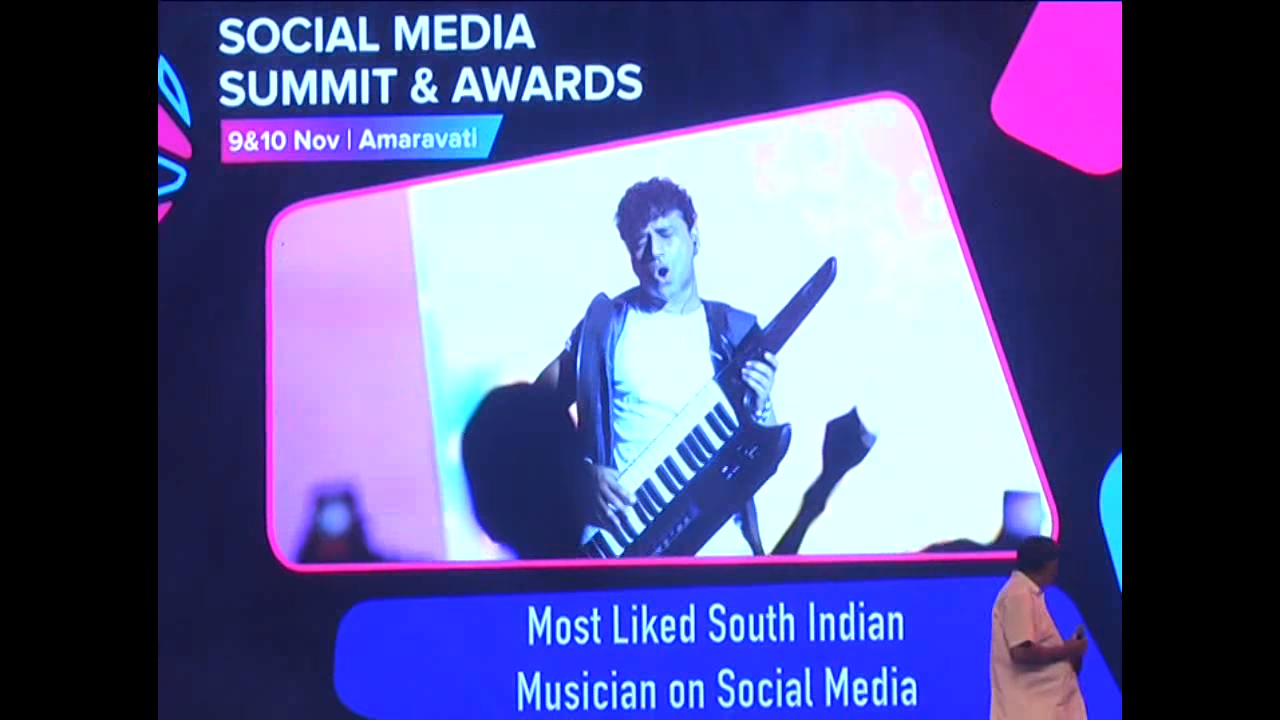 SOCIAL MEDIA
SUMMIT & AWARDS
9&10 Nov | Amaravati
Most Liked South Indian
Musician on Social Media